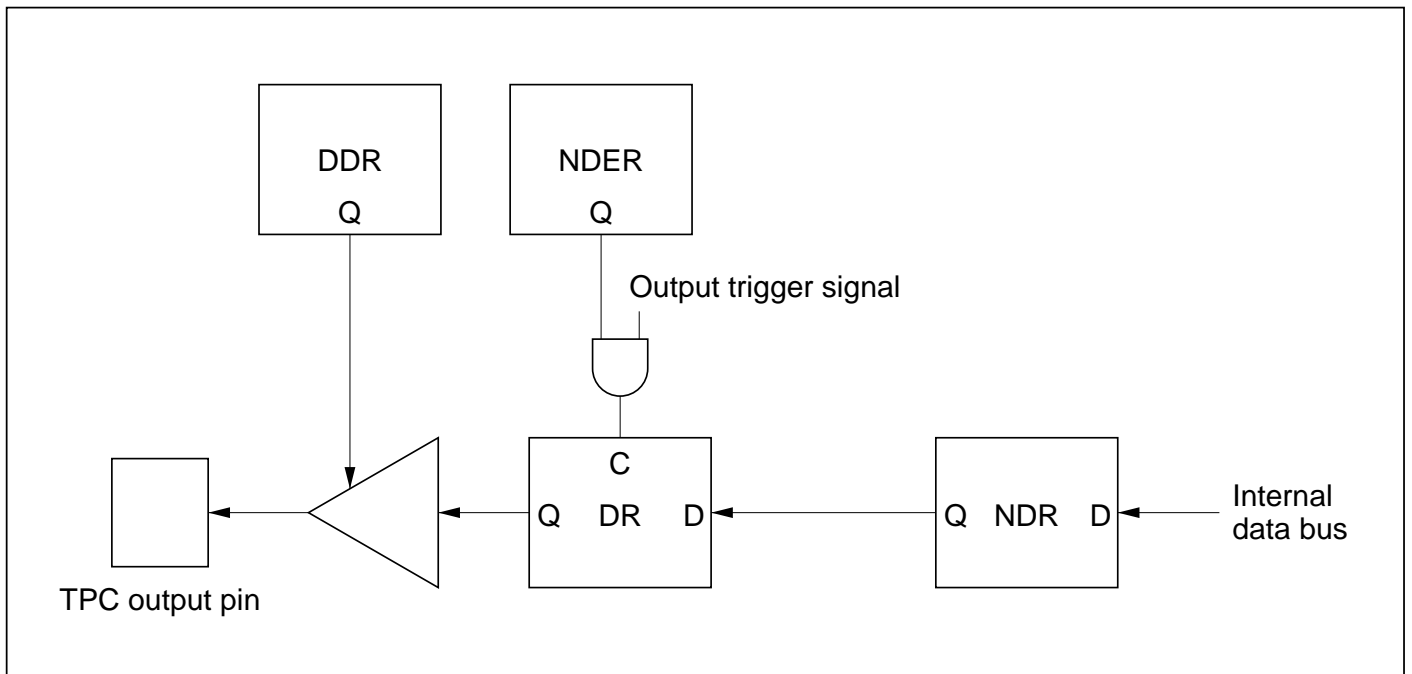 DDR
Q
NDER
Q
Output trigger signal
C
Q DR D
Q NDR D
Internal
data bus
TPC output pin